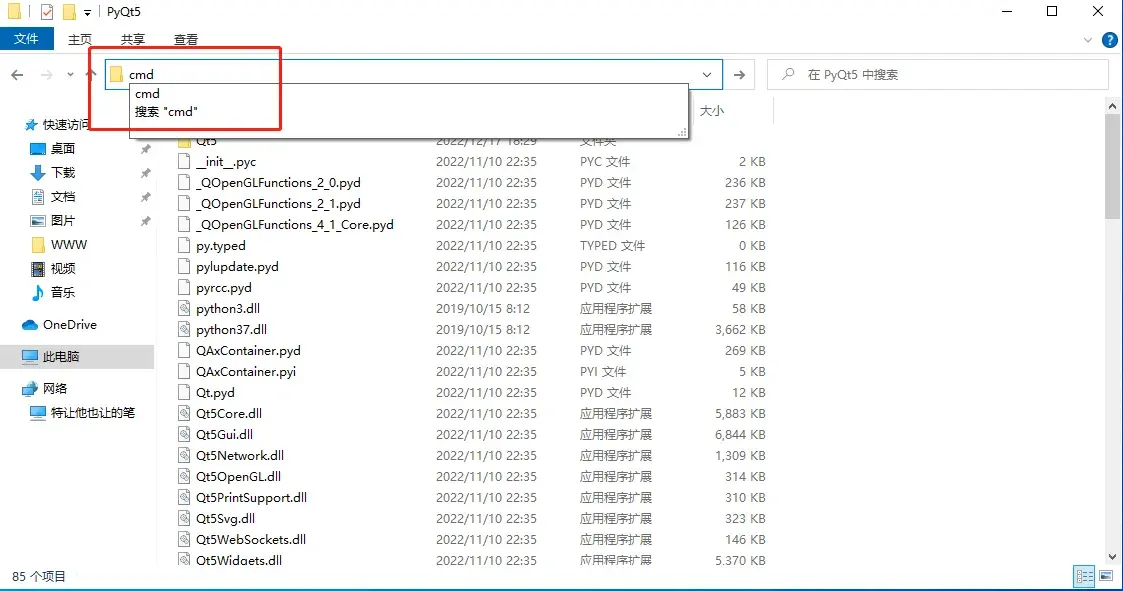 PyQt5
文件 主页 共享 查看
cmd 在 PyQt5 中搜索
cmd
搜索 "cmd"
大小
快速访问
桌面
下载
文档
图片
WWW
视频
音乐
OneDrive
此电脑
网络
特让他也让的笔
Qt5 2022/12/17 18:29 文件夹
__init__.pyc 2022/11/10 22:35 PYC 文件 2 KB
_QOpenGLFunctions_2_0.pyd 2022/11/10 22:35 PYD 文件 236 KB
_QOpenGLFunctions_2_1.pyd 2022/11/10 22:35 PYD 文件 237 KB
_QOpenGLFunctions_4_1_Core.pyd 2022/11/10 22:35 PYD 文件 126 KB
py.typed 2022/11/10 22:35 TYPED 文件 0 KB
pylupdate.pyd 2022/11/10 22:35 PYD 文件 116 KB
pyrcc.pyd 2022/11/10 22:35 PYD 文件 49 KB
python3.dll 2019/10/15 8:12 应用程序扩展 58 KB
python37.dll 2019/10/15 8:12 应用程序扩展 3,662 KB
QAxContainer.pyd 2022/11/10 22:35 PYD 文件 269 KB
QAxContainer.pyi 2022/11/10 22:35 PYI 文件 5 KB
Qt.pyd 2022/11/10 22:35 PYD 文件 12 KB
Qt5Core.dll 2022/11/10 22:35 应用程序扩展 5,883 KB
Qt5Gui.dll 2022/11/10 22:35 应用程序扩展 6,844 KB
Qt5Network.dll 2022/11/10 22:35 应用程序扩展 1,309 KB
Qt5OpenGL.dll 2022/11/10 22:35 应用程序扩展 314 KB
Qt5PrintSupport.dll 2022/11/10 22:35 应用程序扩展 310 KB
Qt5Svg.dll 2022/11/10 22:35 应用程序扩展 323 KB
Qt5WebSockets.dll 2022/11/10 22:35 应用程序扩展 146 KB
Qt5Widgets.dll 2022/11/10 22:35 应用程序扩展 5,370 KB
85 个项目